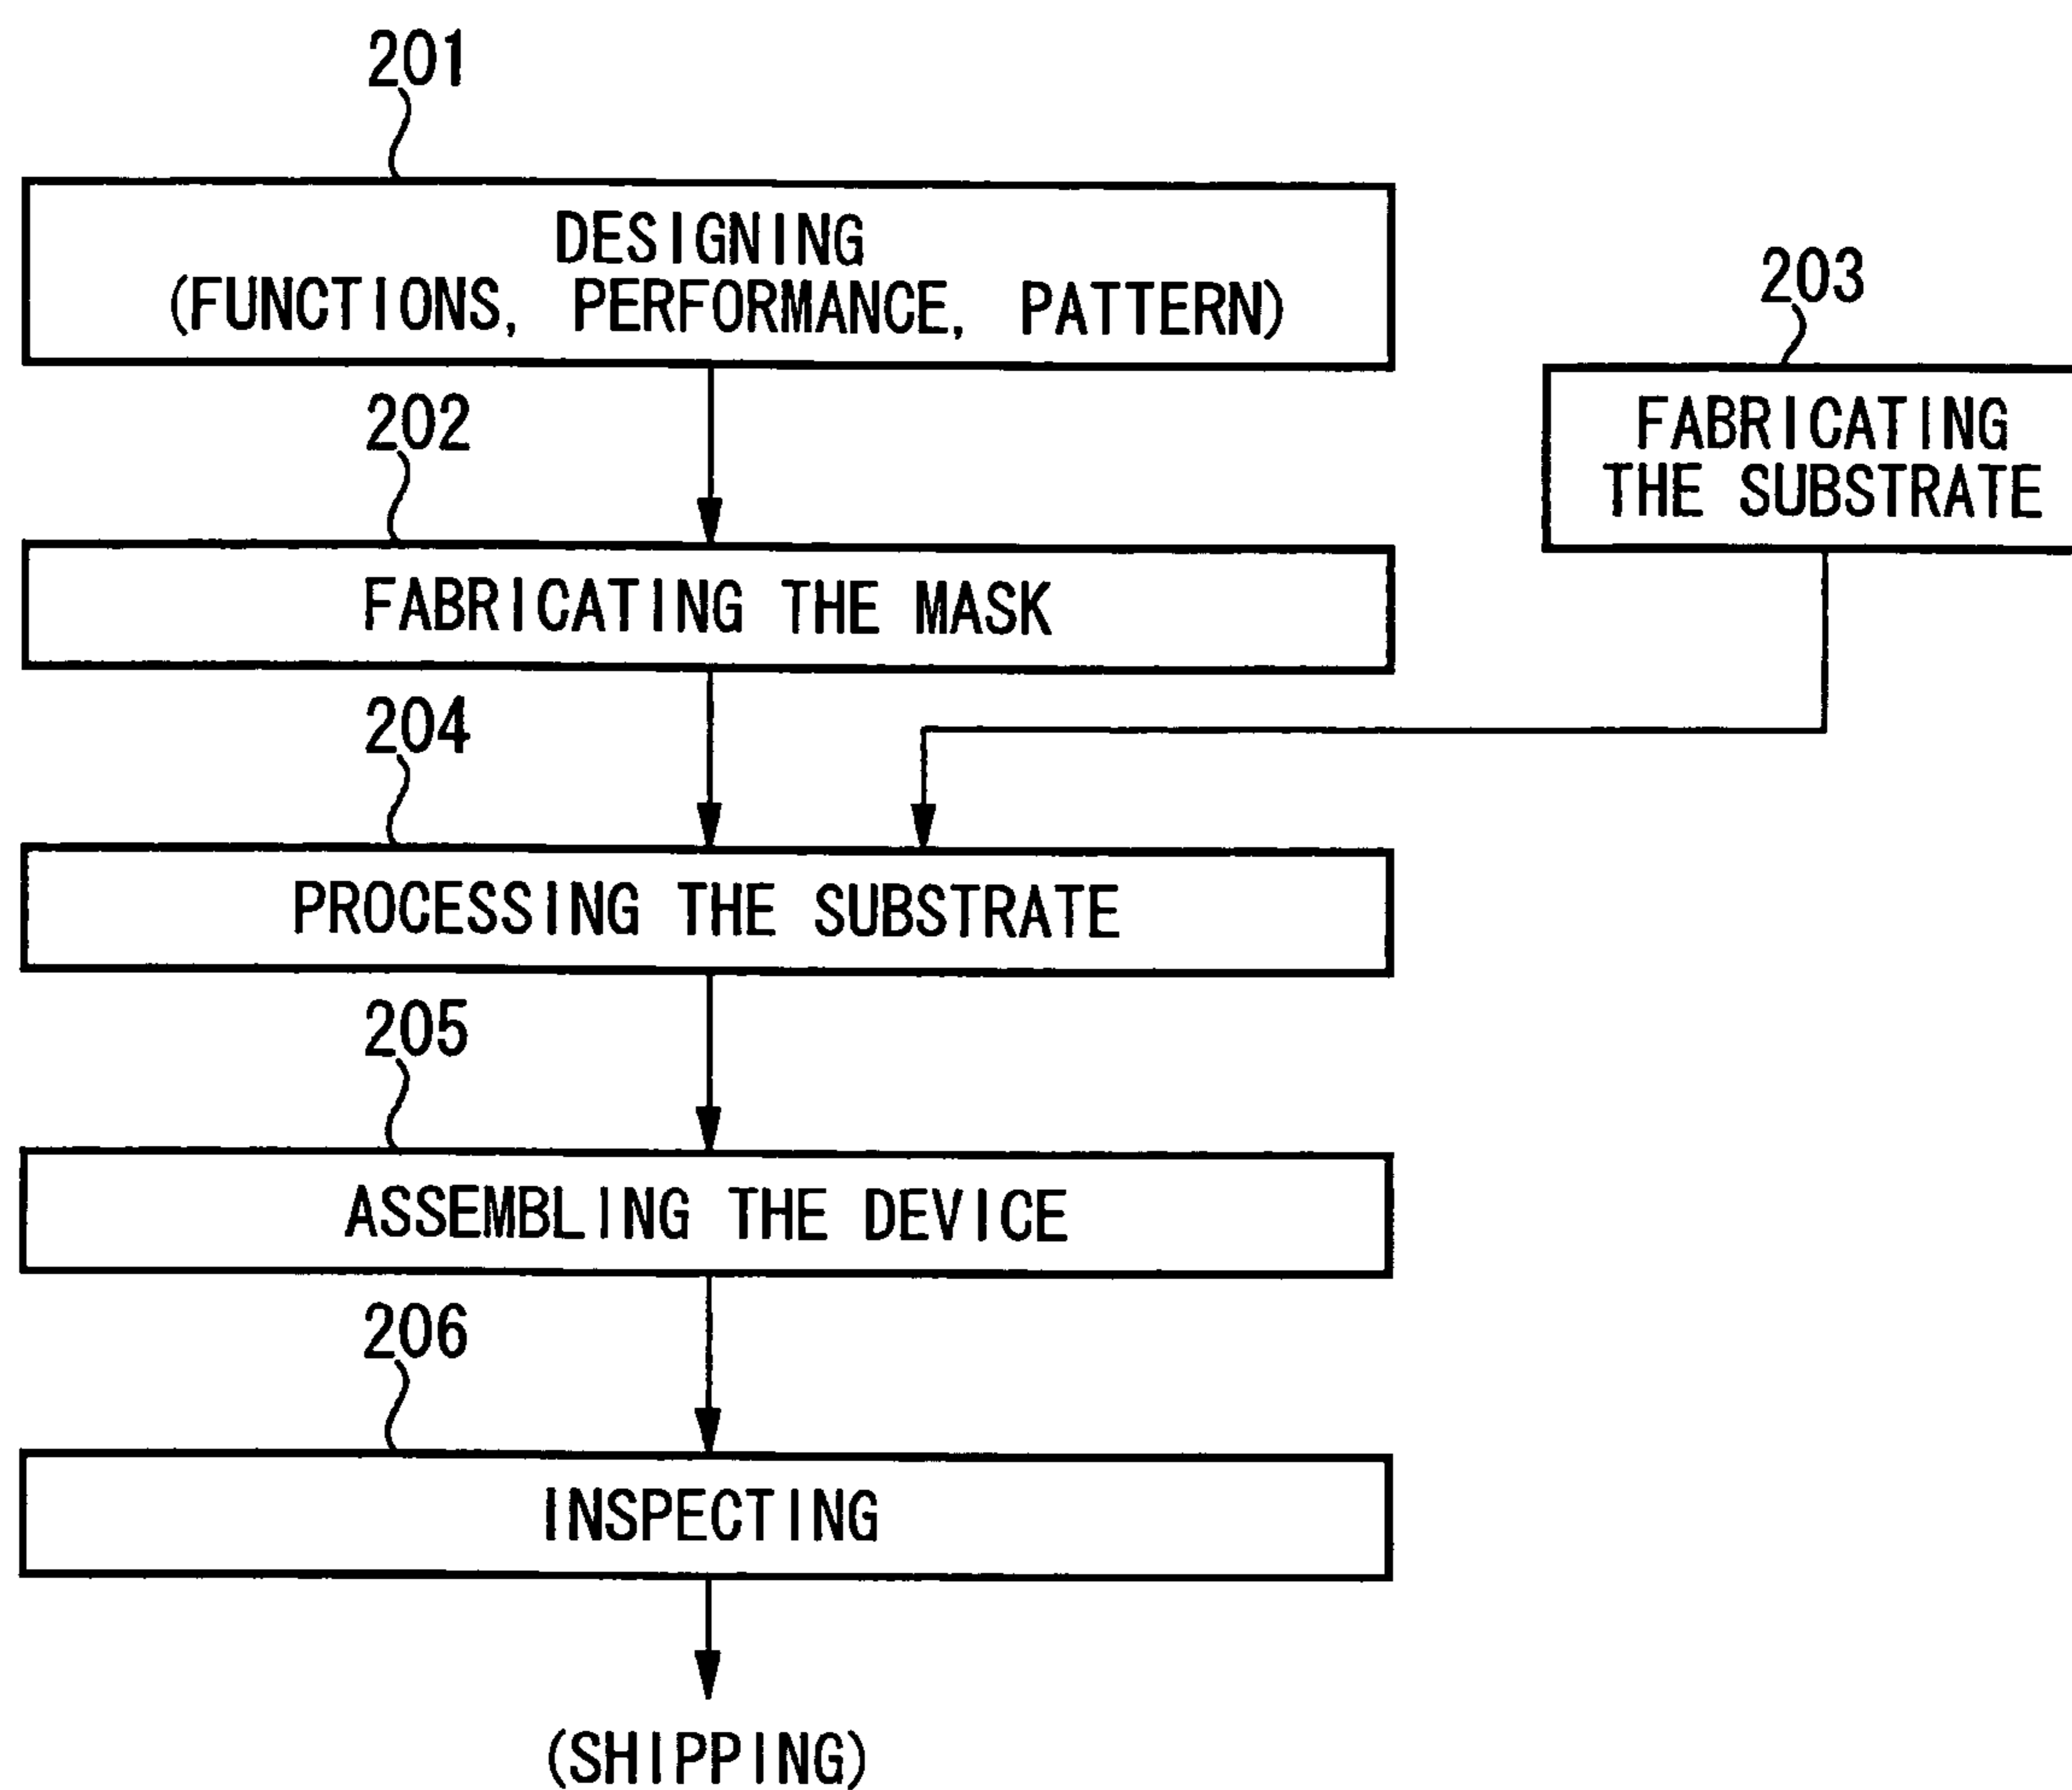 201
DESIGNING
(FUNCTIONS, PERFORMANCE, PATTERN)
203
FABRICATING
THE SUBSTRATE
202
FABRICATING THE MASK
204
PROCESSING THE SUBSTRATE
205
ASSEMBLING THE DEVICE
206
INSPECTING
(SHIPPING)